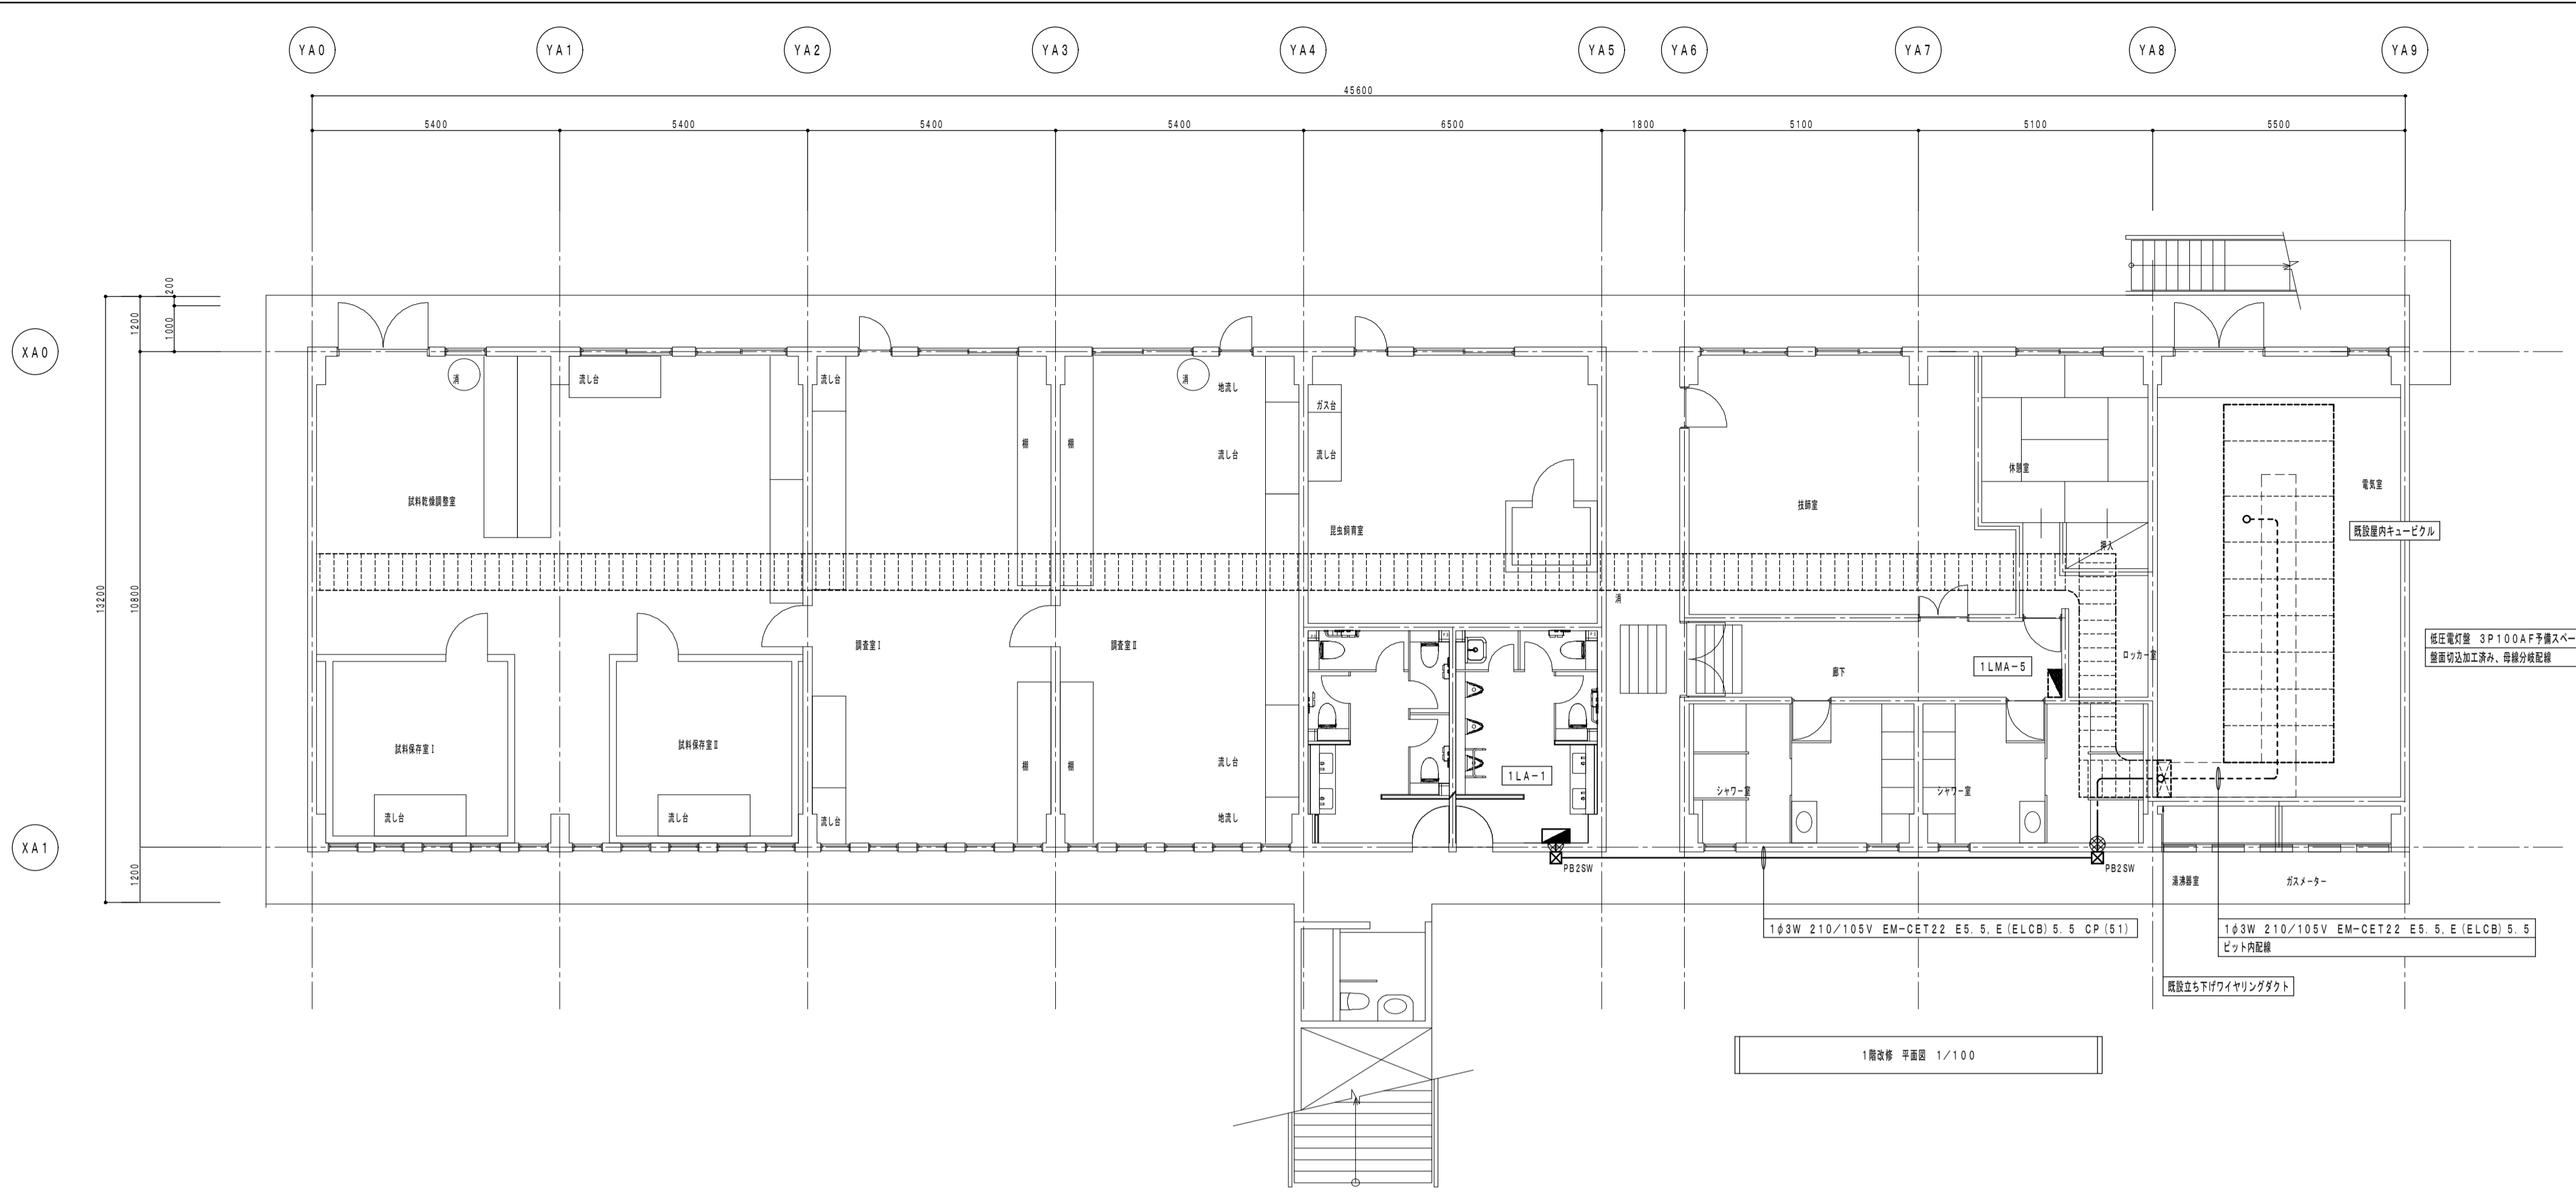 YA0 YA1 YA2 YA3 YA4 YA5 YA6 YA7 YA8 YA9
45600
5400 5400 5400 5400 6500 1800 5100 5100 5500
200
1200
1000
XA0
消
流し台
流し台
消
地流し
ガス台
棚
棚
流し台
流し台
休憩室
電気室
試料乾燥調整室
技師室
昆虫飼育室
既設屋内キュービクル
押入
13200
10800
消
低圧電灯盤 3P100AF予備スペー
盤面切込加工済み、母線分岐配線
調査室Ⅰ
調査室Ⅱ
ロッカー室
1LMA-5
廊下
試料保存室Ⅰ
試料保存室Ⅱ
棚
棚
流し台
1LA-1
シャワー室
シャワー室
流し台
流し台
流し台
地流し
XA1
1200
PB2SW
PB2SW
湯沸器室
ガスメーター
1φ3W 210/105V EM-CET22 E5.5,E(ELCB)5.5 CP(51)
1φ3W 210/105V EM-CET22 E5.5,E(ELCB)5.5
ピット内配線
既設立ち下げワイヤリングダクト
1階改修 平面図 1/100